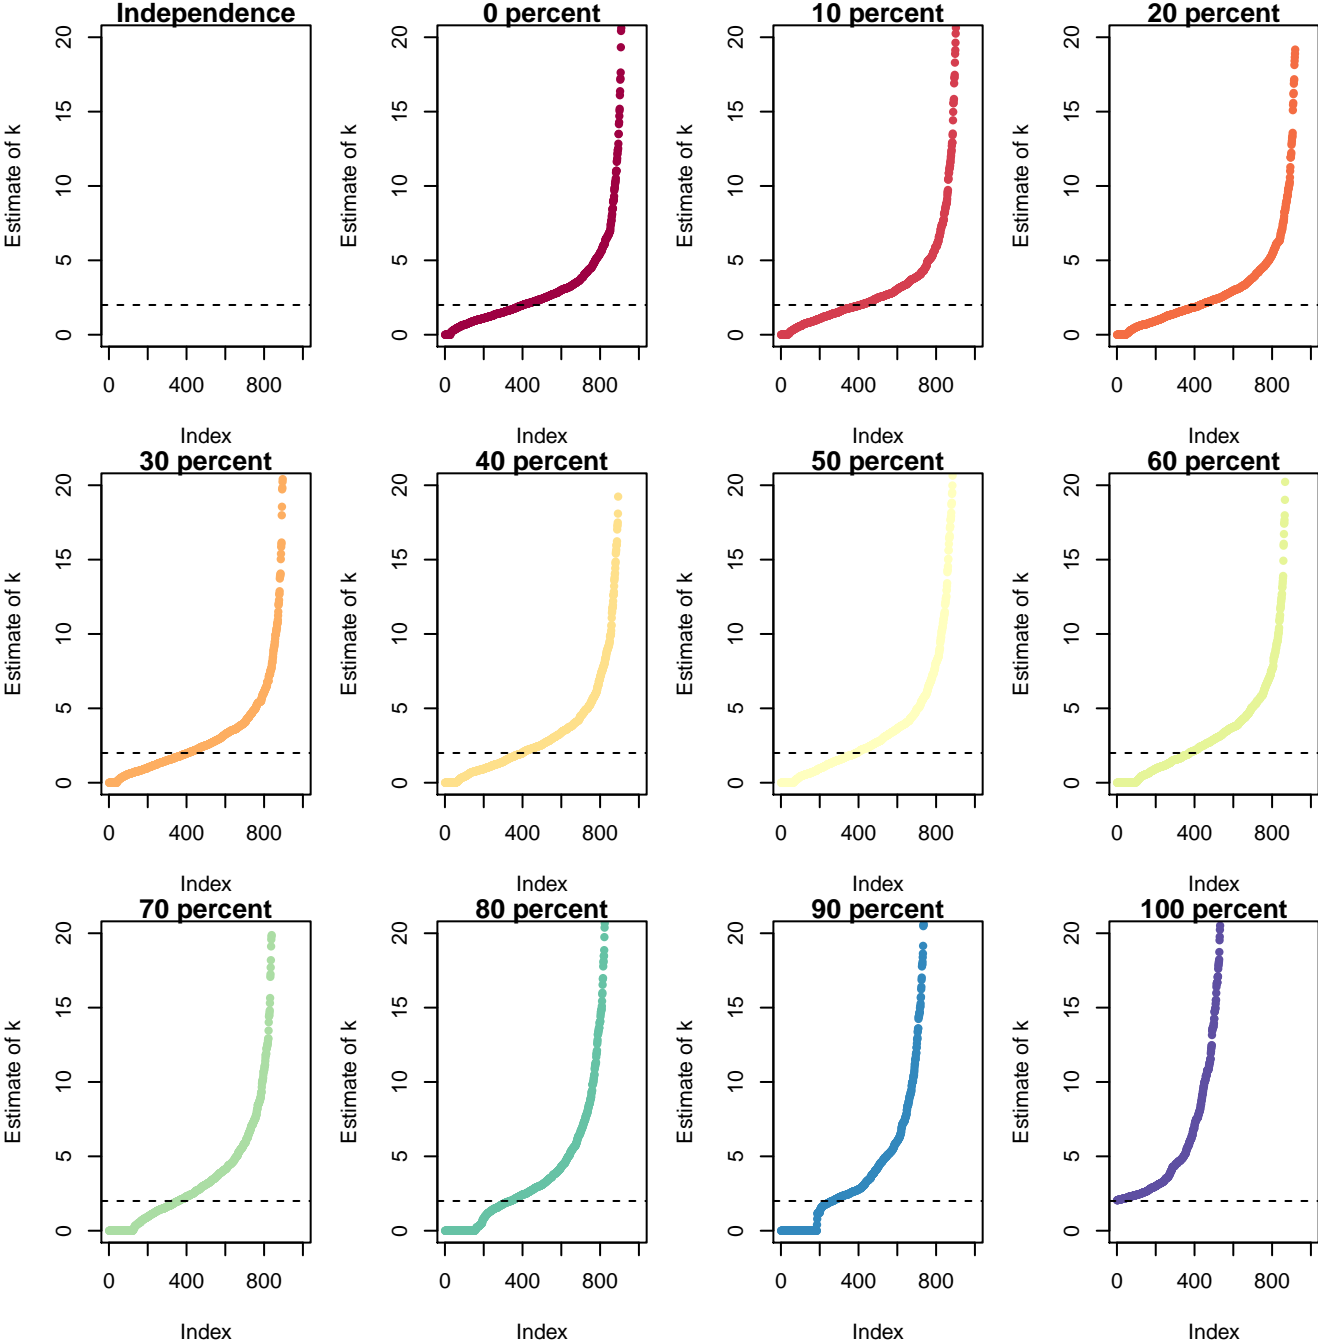 Independence
0 percent
10 percent
20 percent
Estimate of k
0 5 10 15 20
0 400 800
Index
Estimate of k
0 5 10 15 20
0 400 800
Index
Estimate of k
0 5 10 15 20
0 400 800
Index
Estimate of k
0 5 10 15 20
0 400 800
Index
30 percent
40 percent
50 percent
60 percent
Estimate of k
0 5 10 15 20
0 400 800
Index
Estimate of k
0 5 10 15 20
0 400 800
Index
Estimate of k
0 5 10 15 20
0 400 800
Index
Estimate of k
0 5 10 15 20
0 400 800
Index
70 percent
80 percent
90 percent
100 percent
Estimate of k
0 5 10 15 20
0 400 800
Index
Estimate of k
0 5 10 15 20
0 400 800
Index
Estimate of k
0 5 10 15 20
0 400 800
Index
Estimate of k
0 5 10 15 20
0 400 800
Index